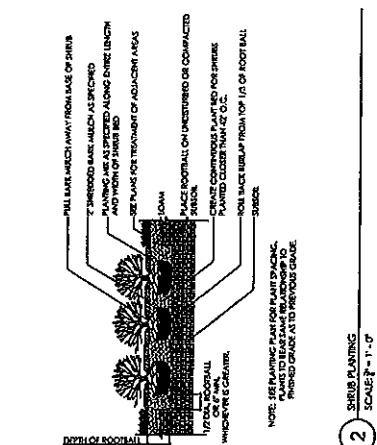 PULL BARK MULCH AWAY FROM BASE OF SHRUB
2" SHREDDED BARK MULCH AS SPECIFIED
PLANTING MIX AS SPECIFIED ALONG ENTIRE LENGTH
AND WIDTH OF SHRUB BED
SEE PLANS FOR TREATMENT OF ADJACENT AREAS
LOAM
PLACE ROOTBALL ON UNDISTURBED OR COMPACTED
SUBSOIL
CREATE CONTINUOUS PLANT BED FOR SHRUBS
PLANTED CLOSER THAN 42" O.C.
ROLL BACK BURLAP FROM TOP 1/3 OF ROOT BALL
SUBSOIL
DEPTH OF ROOTBALL
1/2 DIA. ROOTBALL
OR 6" MIN.
WHICHEVER IS GREATER.
NOTE: SEE PLANTING PLAN FOR PLANT SPACING.
PLANTS TO BEAR SAME RELATIONSHIP TO
FINISHED GRADE AS TO PREVIOUS GRADE.
2
SHRUB PLANTING
SCALE: = 1' - 0"